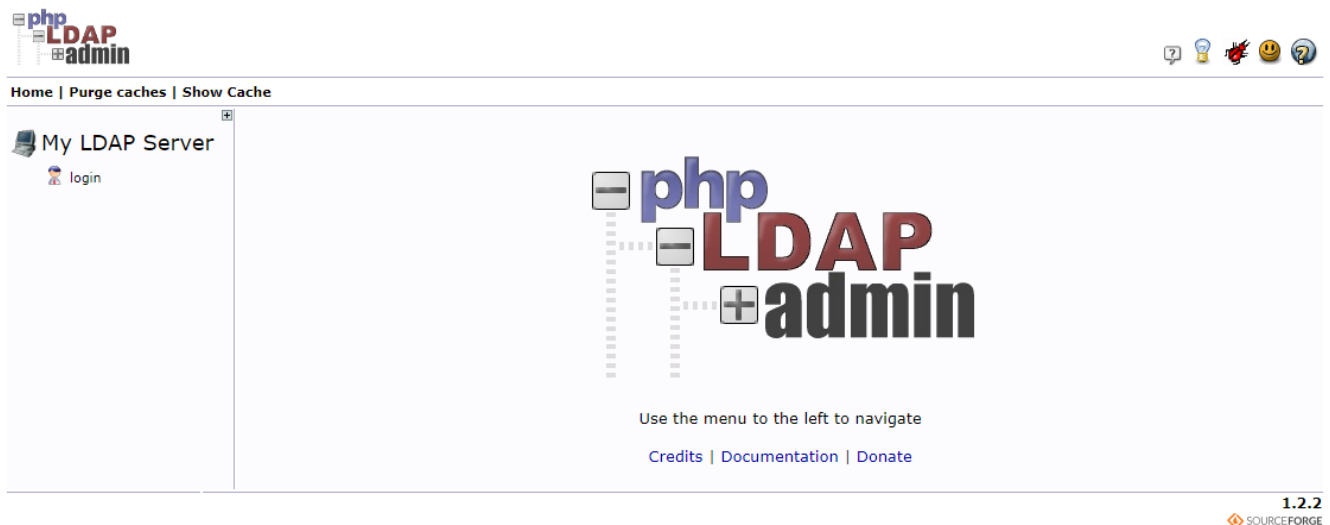 php
LDAP
admin
Home | Purge caches | Show Cache
My LDAP Server
login
php
LDAP
admin
Use the menu to the left to navigate
Credits | Documentation | Donate
1.2.2
SOURCEFORGE